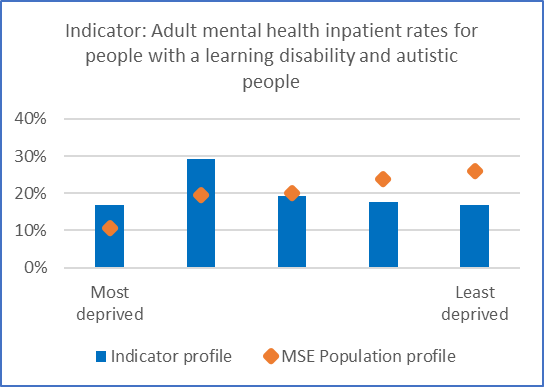 Indicator: Adult mental health inpatient rates for
people with a learning disability and autistic
people
40%
30%
20%
10%
0%
Most
deprived
Least
deprived
Indicator profile
MSE Population profile